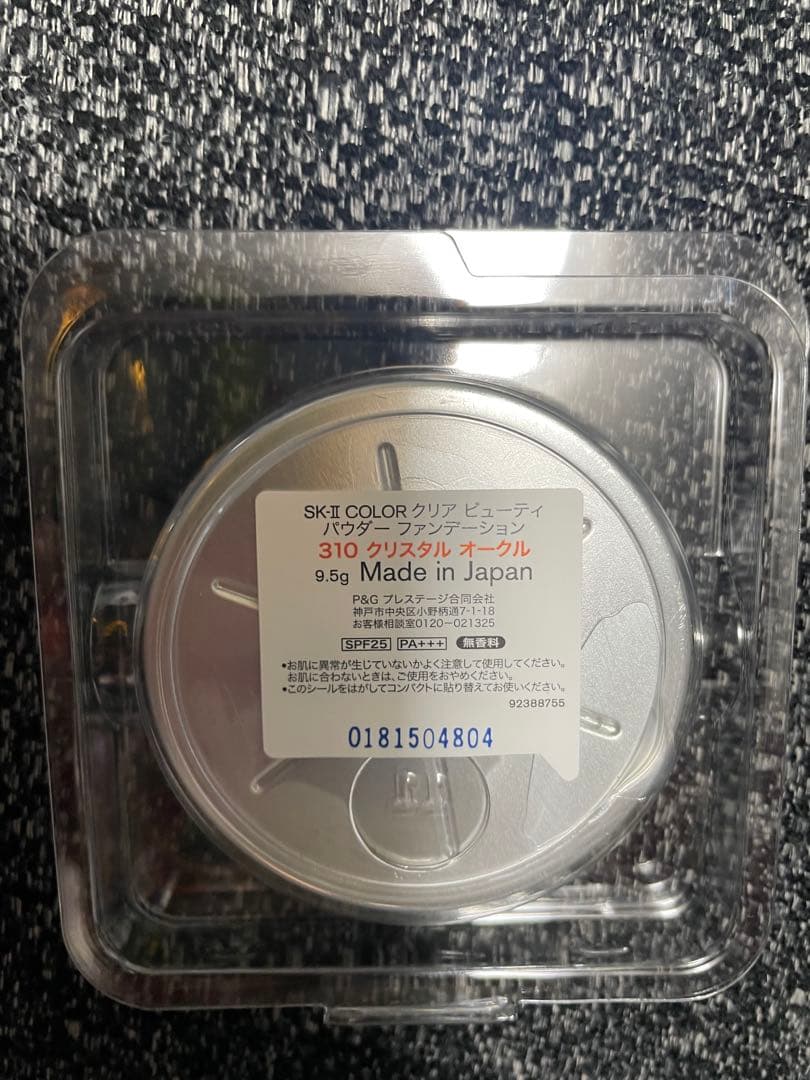 SK-II COLOR クリア ビューティ
パウダー ファンデーション
310 クリスタル オークル
9.5g Made in Japan
P&G プレステージ合同会社
神戸市中央区小野柄通7-1-18
お客様相談室0120-021325
SPF25 PA+++ 無香料
•お肌に異常が生じていないかよく注意して使用してください。
お肌に合わないときは、ご使用をおやめください。
•このシールをはがしてコンパクトに貼り替えてお使いください。
92388755
0181504804